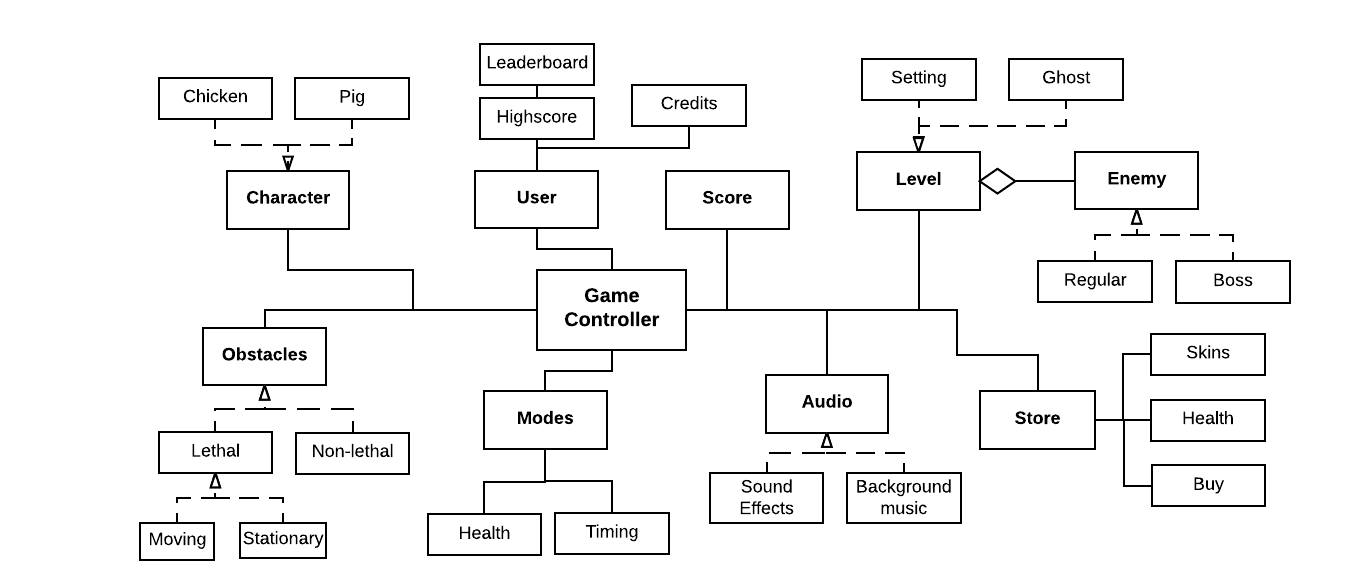 Leaderboard
Setting
Ghost
Chicken
Pig
Highscore
Credits
Character
User
Score
Level
Enemy
Regular
Boss
Game
Controller
Obstacles
Skins
Modes
Audio
Store
Health
Lethal
Non-lethal
Sound
Effects
Background
music
Buy
Moving
Stationary
Health
Timing